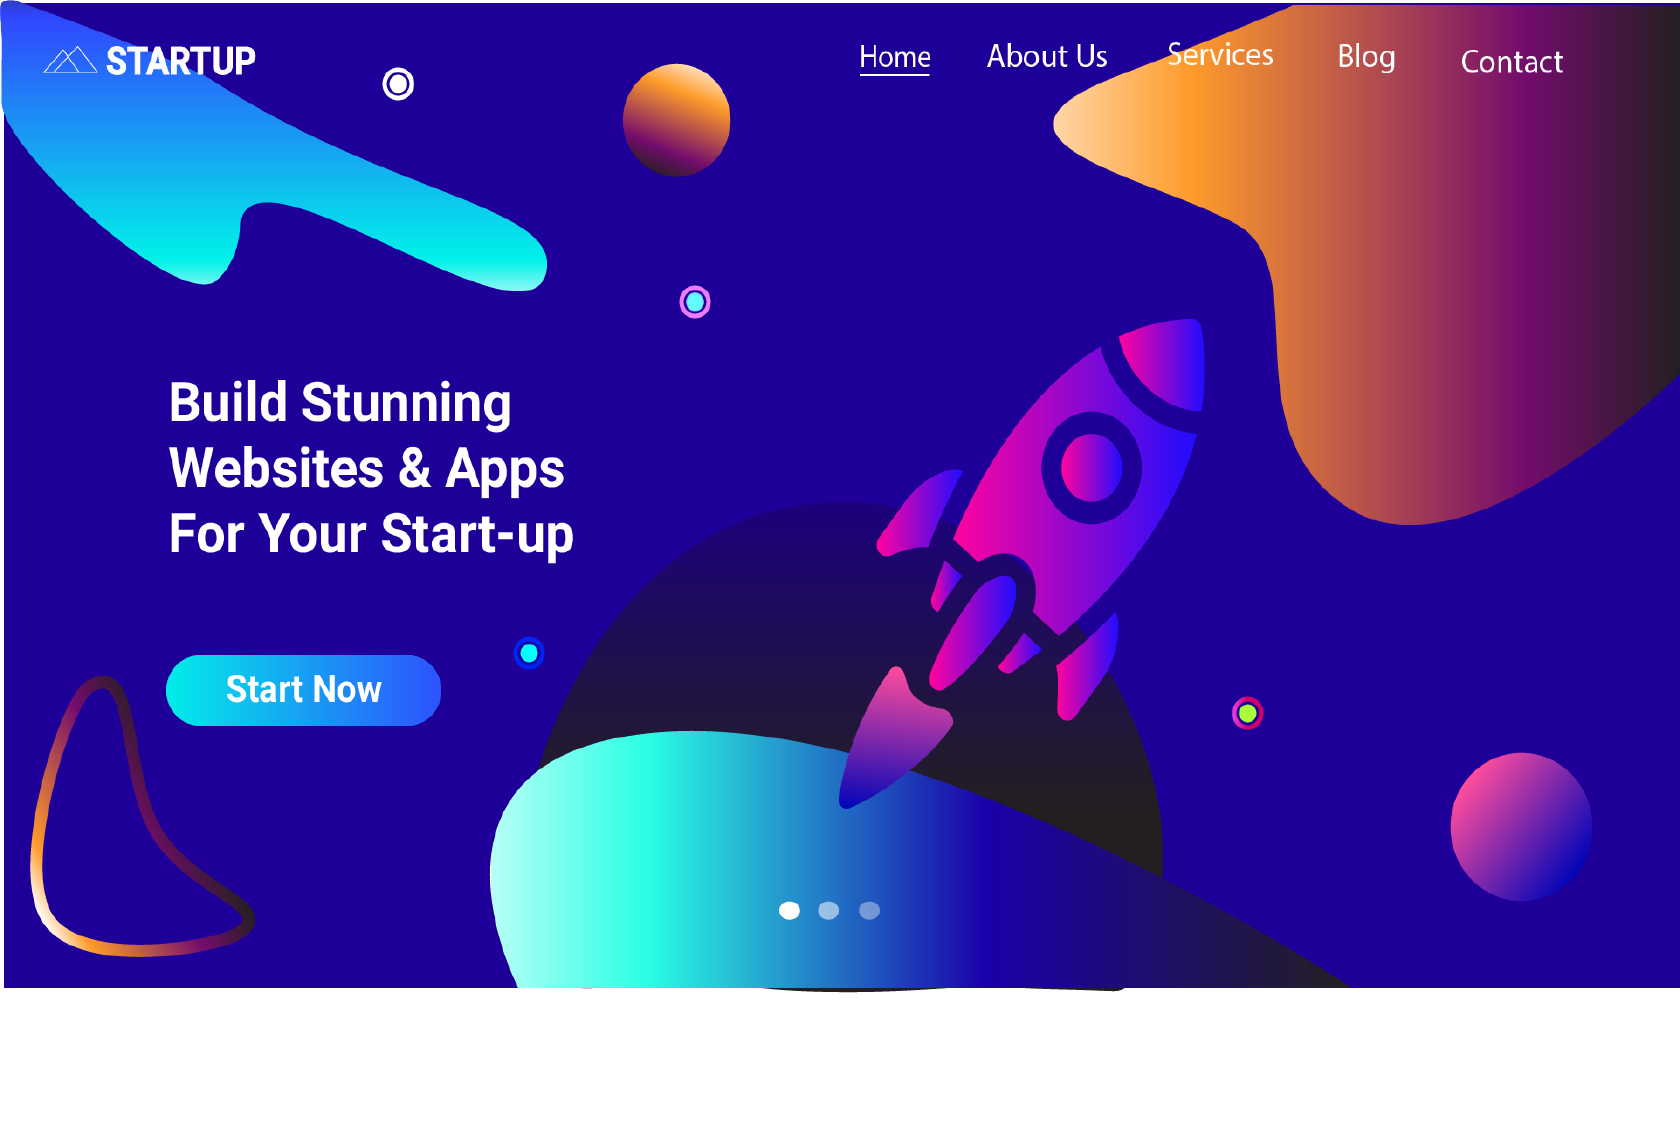 STARTUP
Home About Us Services Blog Contact
Build Stunning
Websites & Apps
For Your Start-up
Start Now